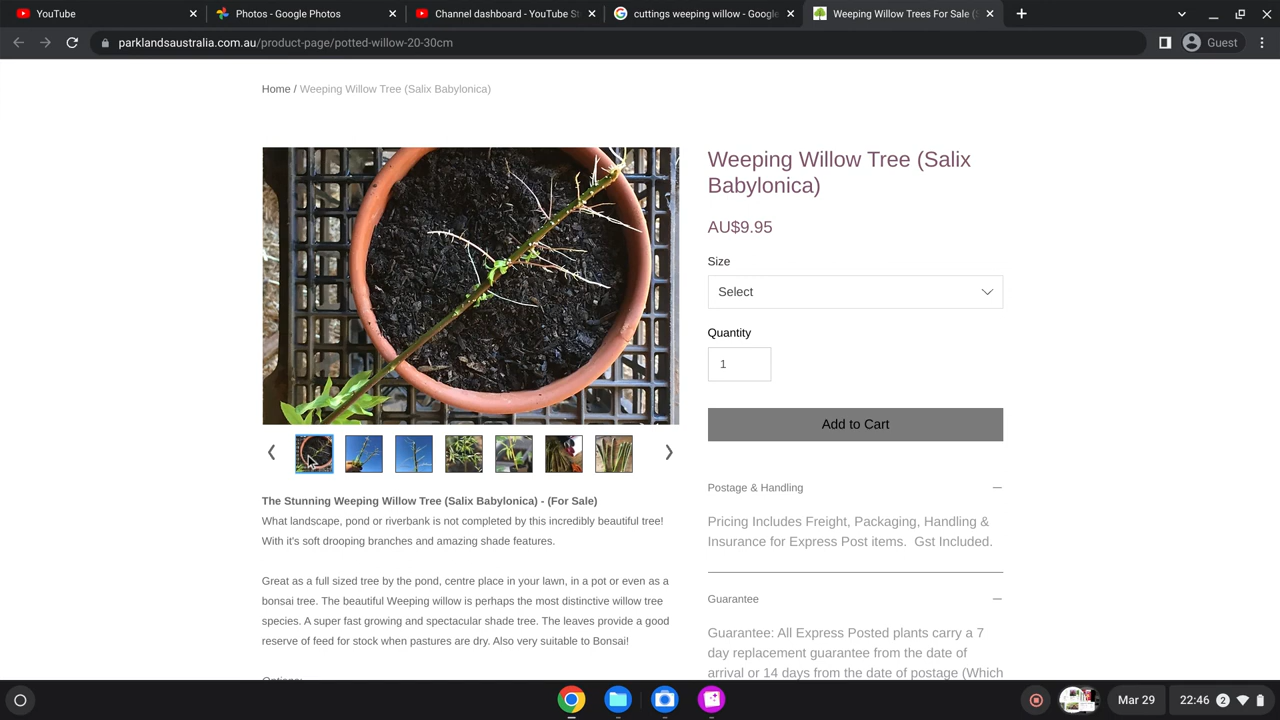 YouTube
Photos - Google Photos
Channel dashboard - YouTube St
cuttings weeping willow - Google
Weeping Willow Trees For Sale (S
parklandsaustralia.com.au/product-page/potted-willow-20-30cm
Guest
Home / Weeping Willow Tree (Salix Babylonica)
Weeping Willow Tree (Salix
Babylonica)
AU$9.95
Size
Select
Quantity
1
Add to Cart
Postage & Handling
Pricing Includes Freight, Packaging, Handling &
Insurance for Express Post items.  Gst Included.
Guarantee
Guarantee: All Express Posted plants carry a 7
day replacement guarantee from the date of
arrival or 14 days from the date of postage (Which
The Stunning Weeping Willow Tree (Salix Babylonica) - (For Sale)
What landscape, pond or riverbank is not completed by this incredibly beautiful tree!
With it's soft drooping branches and amazing shade features.
Great as a full sized tree by the pond, centre place in your lawn, in a pot or even as a
bonsai tree. The beautiful Weeping willow is perhaps the most distinctive willow tree
species. A super fast growing and spectacular shade tree. The leaves provide a good
reserve of feed for stock when pastures are dry. Also very suitable to Bonsai!
Options:
Mar 29
22:46
2